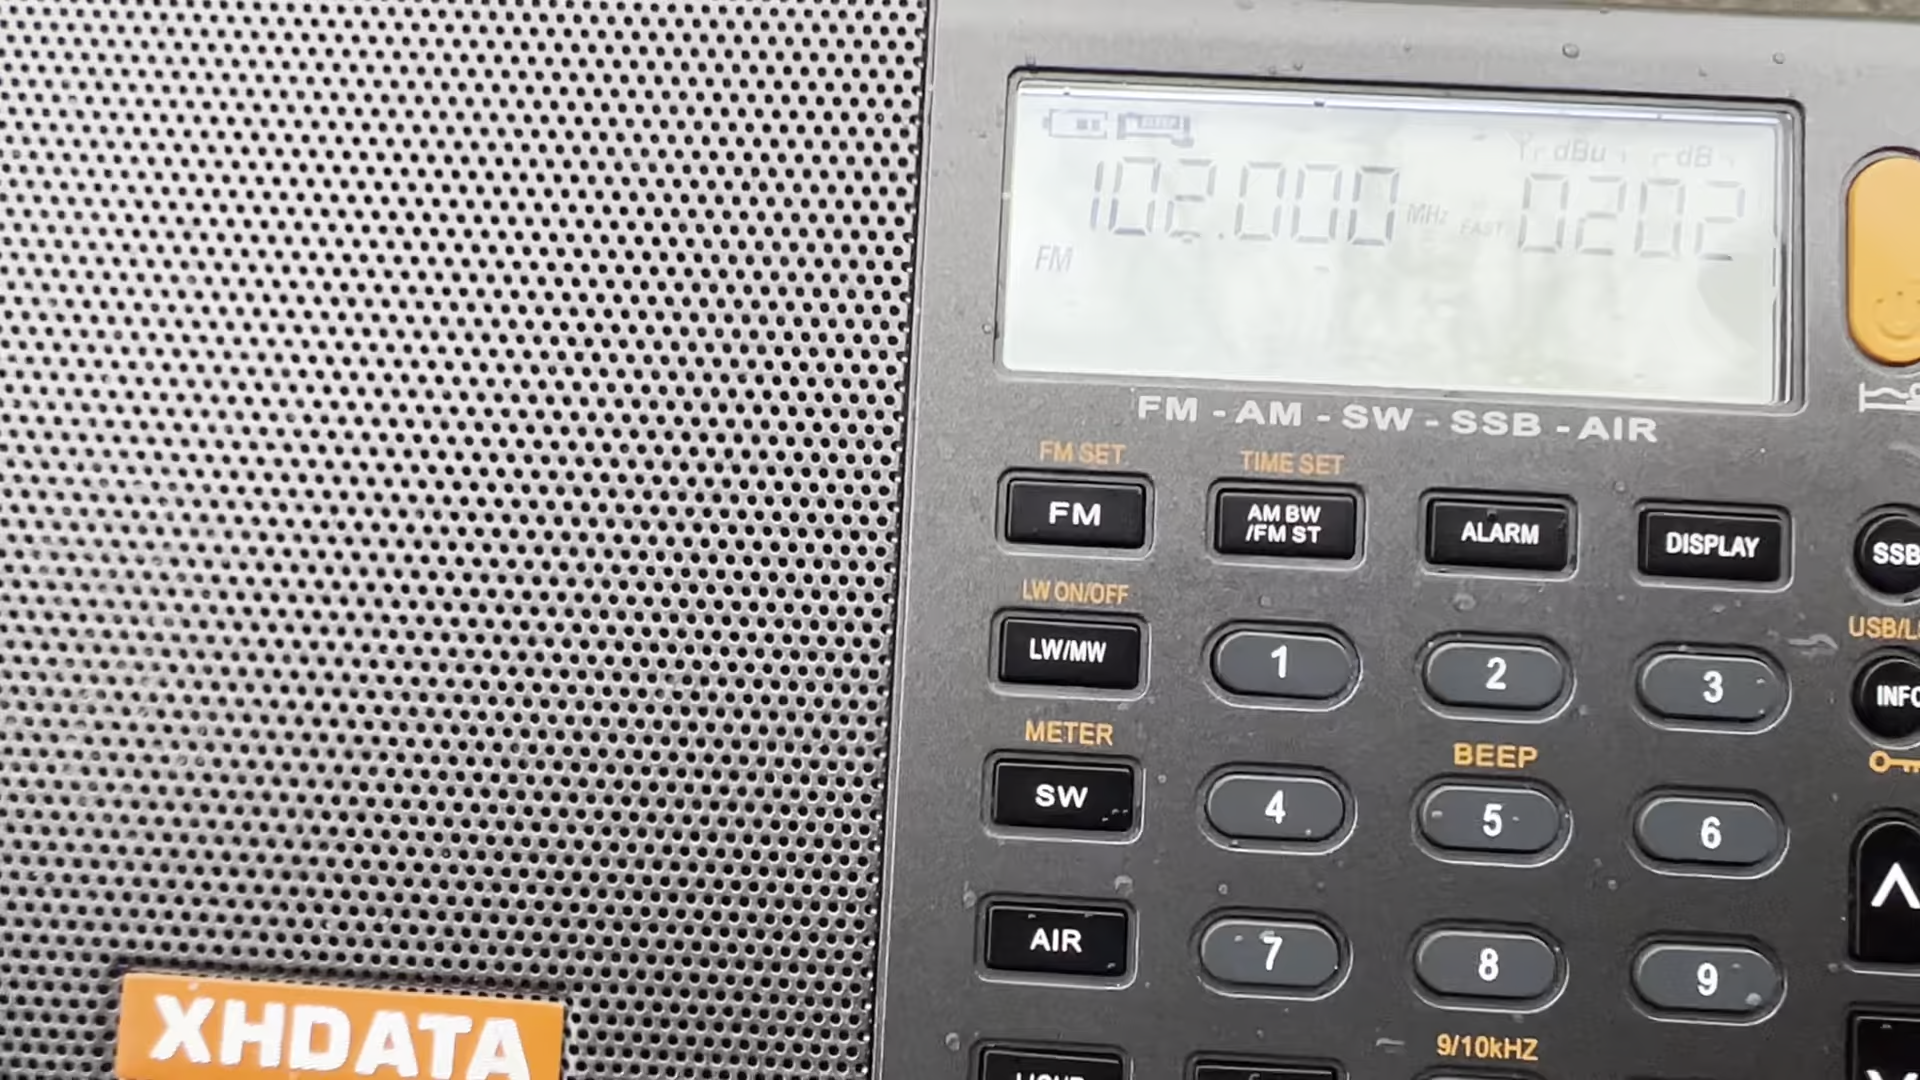 dBu dB
102.000 MHz FAST 0202
FM
FM - AM - SW - SSB - AIR
FM SET TIME SET
FM AM BW /FM ST ALARM DISPLAY SSB
LW ON/OFF USB/L
LW/MW 1 2 3 INFO
METER BEEP
SW 4 5 6
AIR 7 8 9
XHDATA
9/10kHZ